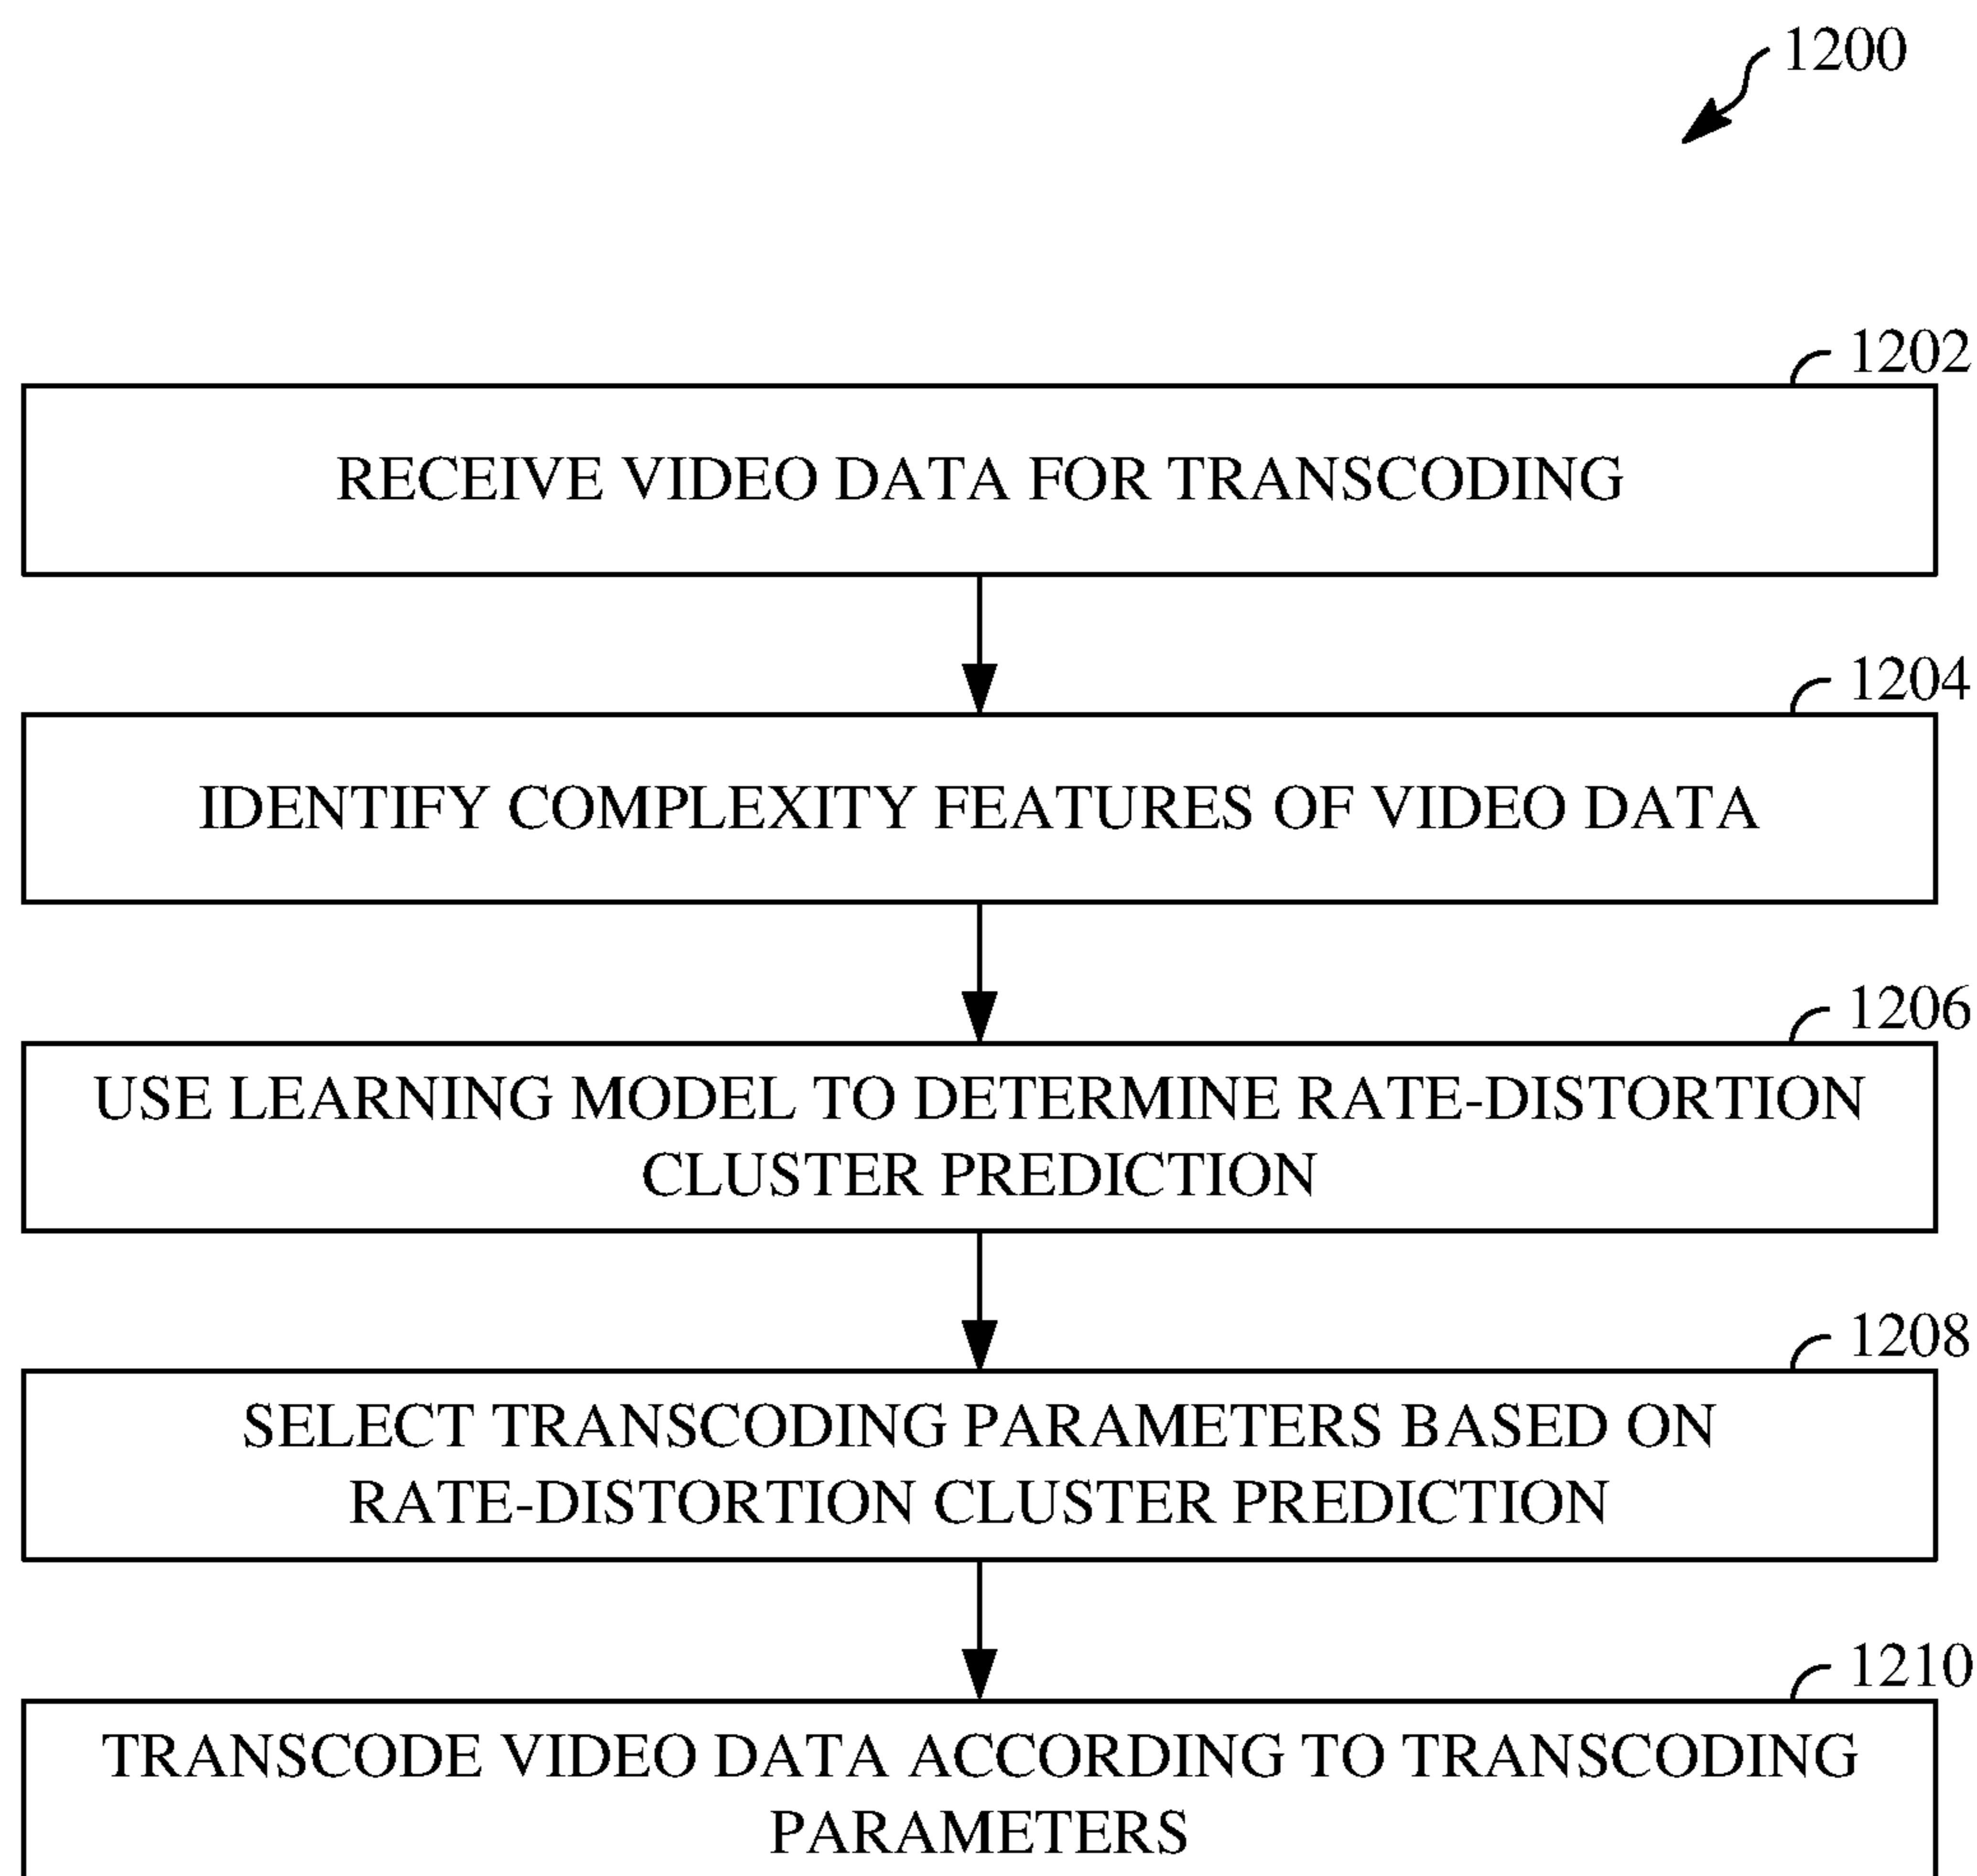 1200
1202
RECEIVE VIDEO DATA FOR TRANSCODING
1204
IDENTIFY COMPLEXITY FEATURES OF VIDEO DATA
1206
USE LEARNING MODEL TO DETERMINE RATE-DISTORTION
CLUSTER PREDICTION
1208
SELECT TRANSCODING PARAMETERS BASED ON
RATE-DISTORTION CLUSTER PREDICTION
1210
TRANSCODE VIDEO DATA ACCORDING TO TRANSCODING
PARAMETERS